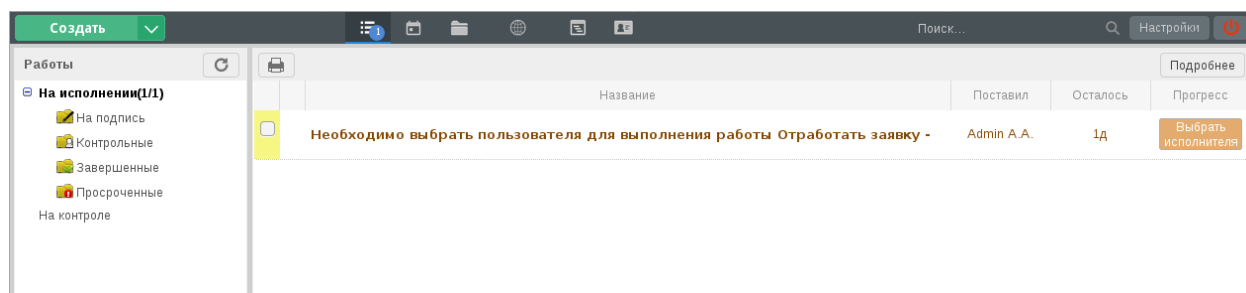 Создать
1
Поиск...
Настройки
Работы
Подробнее
На исполнении(1/1)
На подпись
Контрольные
Завершенные
Просроченные
На контроле
Название
Поставил
Осталось
Прогресс
Необходимо выбрать пользователя для выполнения работы Отработать заявку -
Admin A.A.
1д
Выбрать
исполнителя